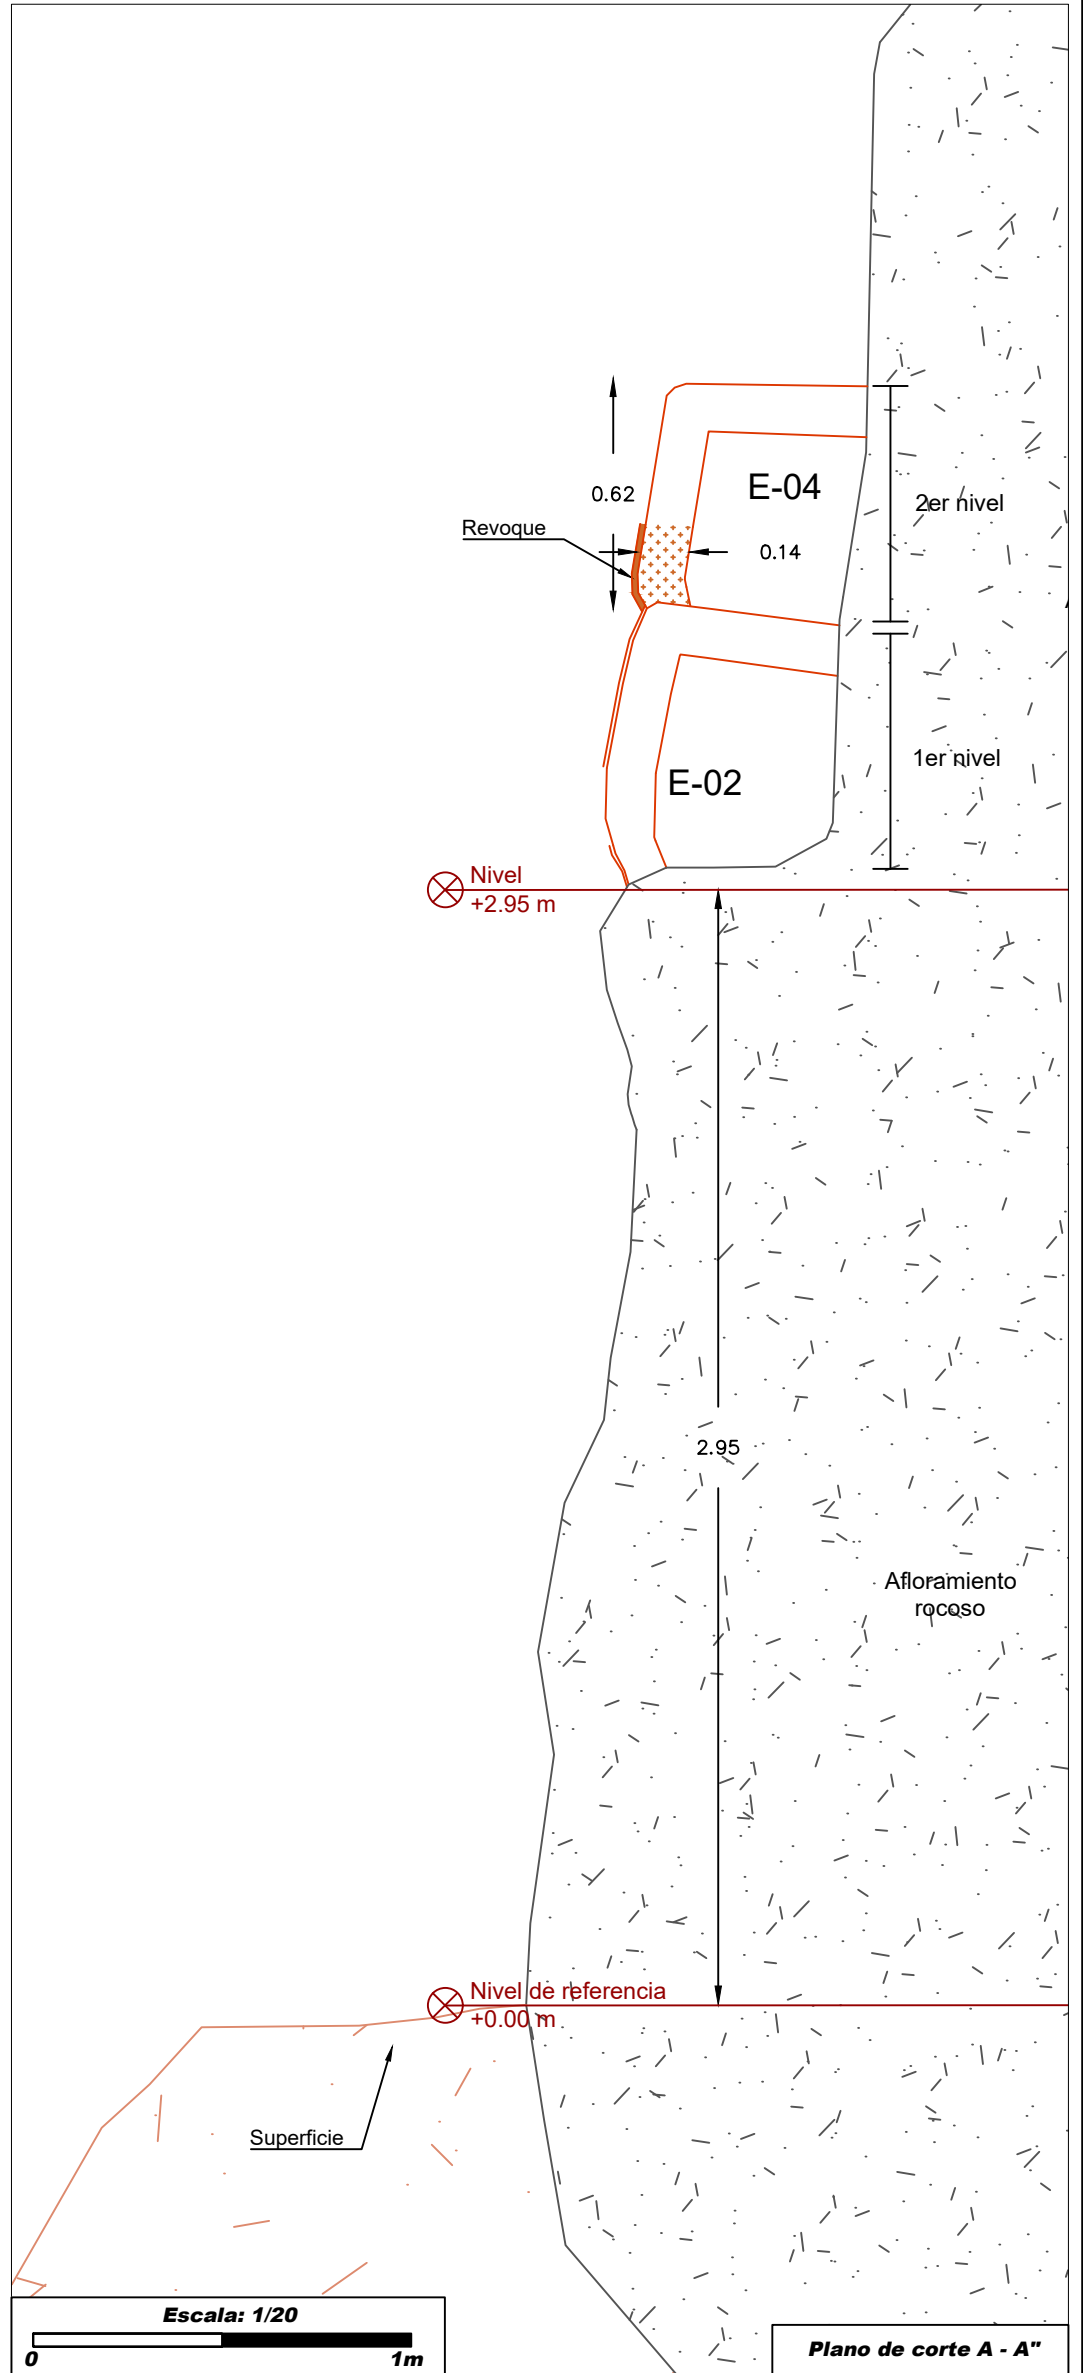 E-04
2er nivel
0.62
Revoque
0.14
1er nivel
E-02
Nivel
+2.95 m
2.95
Afloramiento
rocoso
Nivel de referencia
+0.00 m
Superficie
Escala: 1/20
0 1m
Plano de corte A - A"